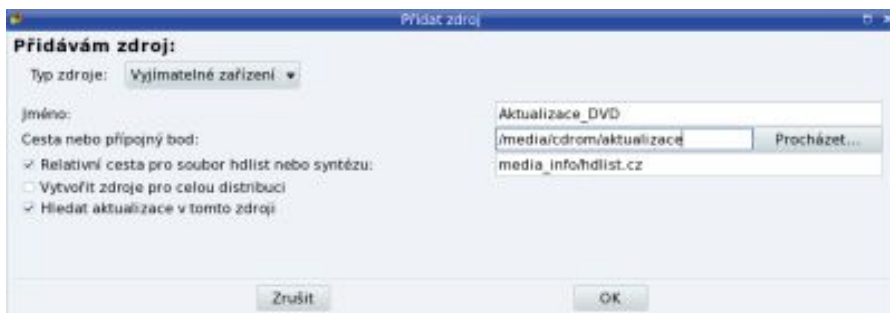 Přidat zdroj
Přidávám zdroj:
Typ zdroje: Vyjímatelné zařízení
Jméno: Aktualizace_DVD
Cesta nebo přípojný bod: /media/cdrom/aktualizace Procházet...
Relativní cesta pro soubor hdlist nebo syntézu: media_info/hdlist.cz
Vytvořit zdroje pro celou distribuci
Hledat aktualizace v tomto zdroji
Zrušit OK